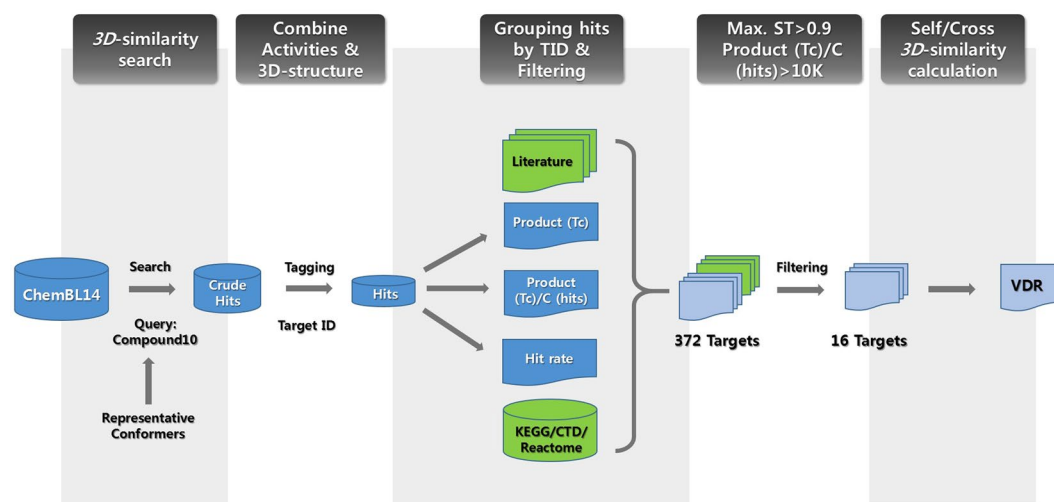 3D-similarity
search
Combine
Activities &
3D-structure
Grouping hits
by TID &
Filtering
Max. ST>0.9
Product (Tc)/C
(hits)>10K
Self/Cross
3D-similarity
calculation
Literature
Product (Tc)
Search
Tagging
Filtering
ChemBL14
Crude
Hits
Hits
Product
(Tc)/C (hits)
VDR
Query:
Compound10
Target ID
372 Targets
16 Targets
Hit rate
Representative
Conformers
KEGG/CTD/
Reactome